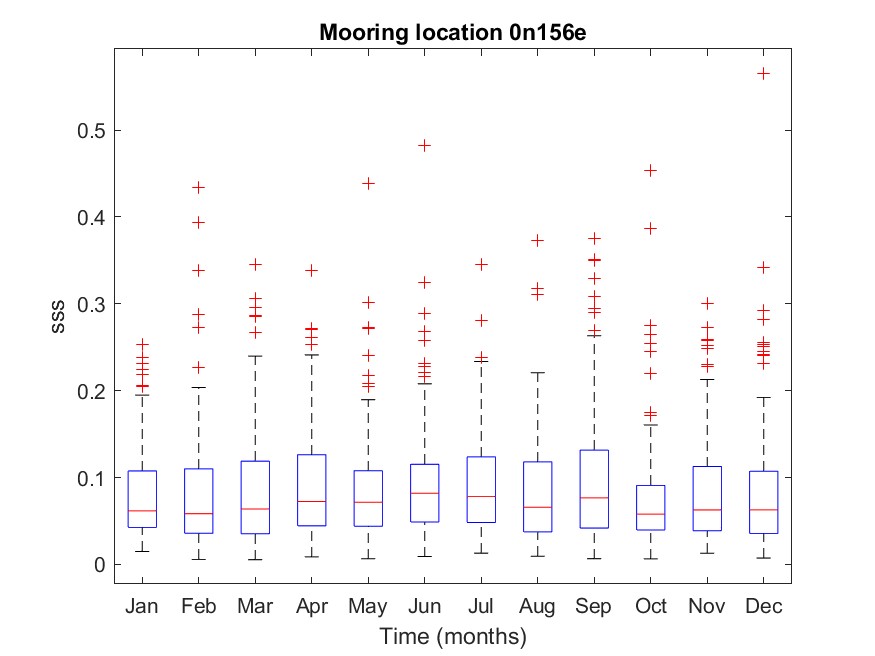 Mooring location 0n156e
0.5
0.4
0.3
0.2
0.1
0
sss
Jan Feb Mar Apr May Jun Jul Aug Sep Oct Nov Dec
Time (months)